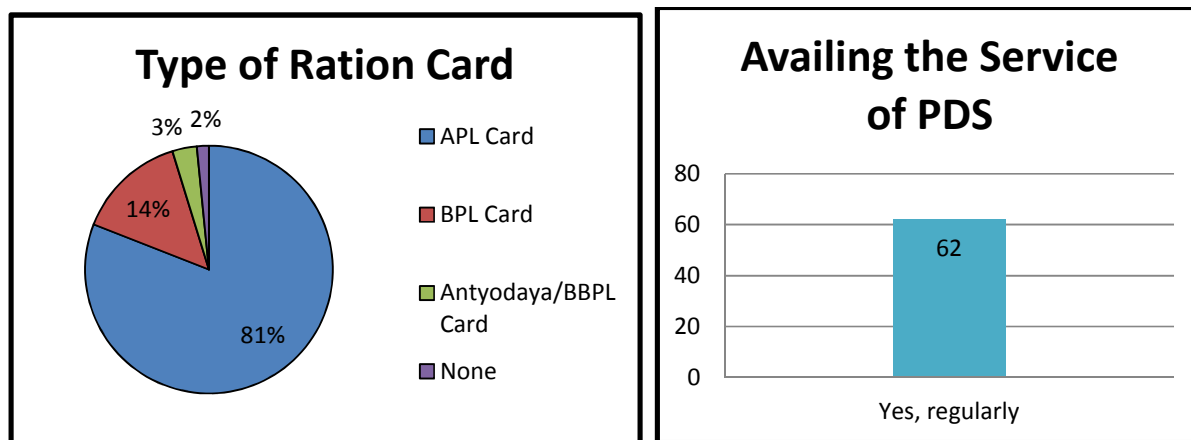 Type of Ration Card
3%
2%
14%
81%
APL Card
BPL Card
Antyodaya/BBPL
Card
None
Availing the Service
of PDS
80
60
40
20
0
62
Yes, regularly